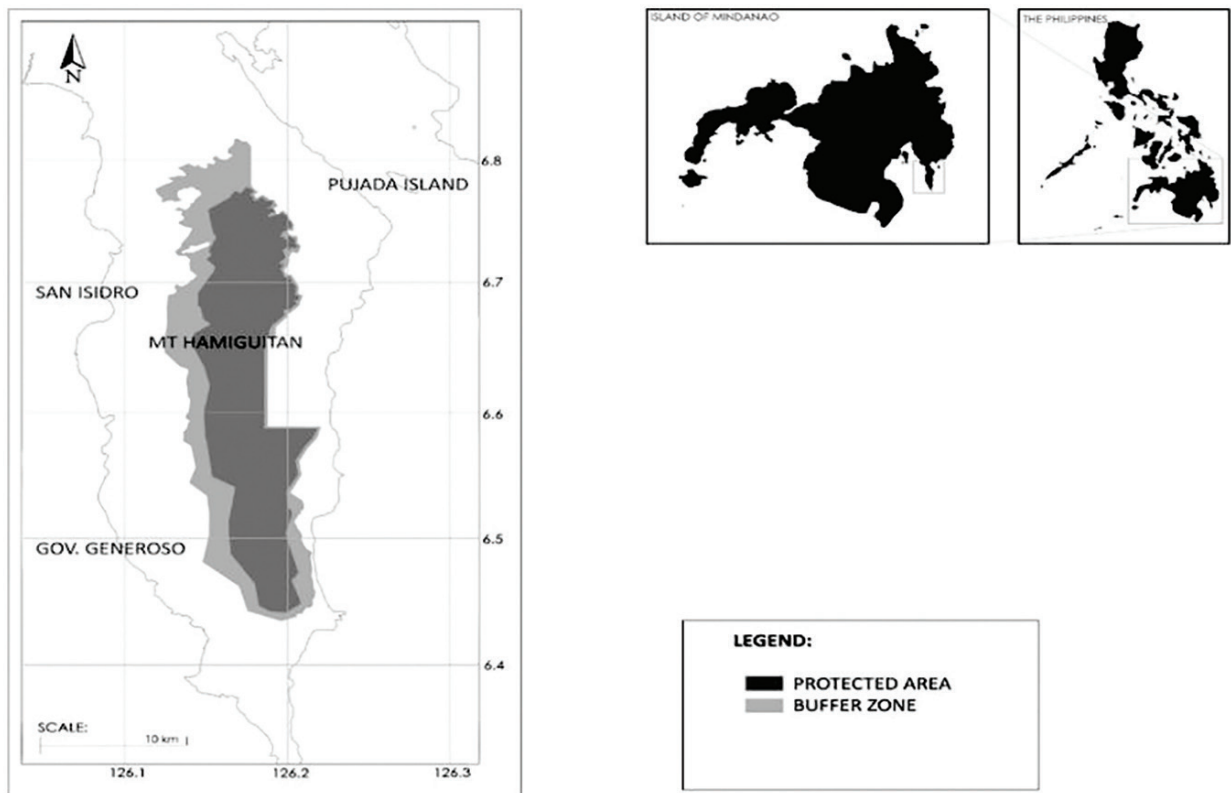 N
6.8
PUJADA ISLAND
6.7
SAN ISIDRO
MT HAMIGUITAN
6.6
6.5
GOV. GENEROSO
6.4
SCALE:
10 km
126.1
126.2
126.3
ISLAND OF MINDANAO
THE PHILIPPINES
LEGEND:
PROTECTED AREA
BUFFER ZONE